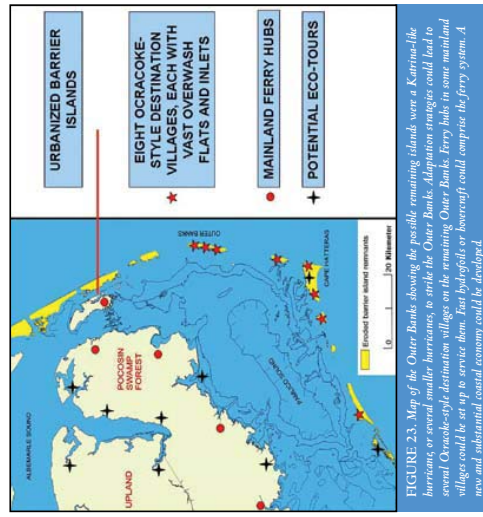 URBANIZED BARRIER
ISLANDS
EIGHT OCRACOKE-
STYLE DESTINATION
VILLAGES, EACH WITH
VAST OVERWASH
FLATS AND INLETS
MAINLAND FERRY HUBS
POTENTIAL ECO-TOURS
ALBEMARLE SOUND
POCOSIN
SWAMP
FOREST
UPLAND
OUTER BANKS
PAMLICO SOUND
CAPE HATTERAS
Eroded barrier island remnants
0 20 Kilometer
FIGURE 23. Map of the Outer Banks showing the possible remaining islands were a Katrina-like
hurricane, or several smaller hurricanes, to strike the Outer Banks. Adaptation strategies could lead to
several Ocracoke-style destination villages on the remaining Outer Banks. Ferry hubs in some mainland
villages could be set up to service them. Fast hydrofoils or hovercraft could comprise the ferry system. A
new and substantial coastal economy could be developed.